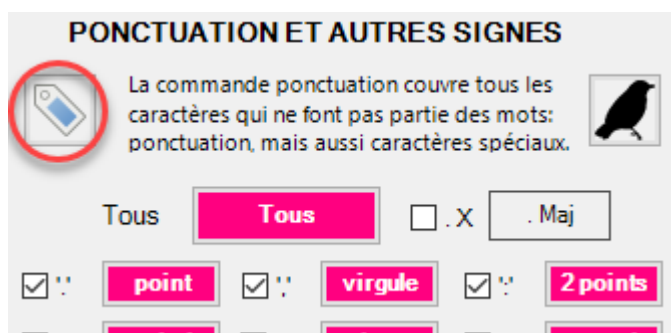 PONCTUATION ET AUTRES SIGNES
La commande ponctuation couvre tous les
caractères qui ne font pas partie des mots:
ponctuation, mais aussi caractères spéciaux.
Tous Tous . X . Maj
'.' point ',' virgule ':' 2 points